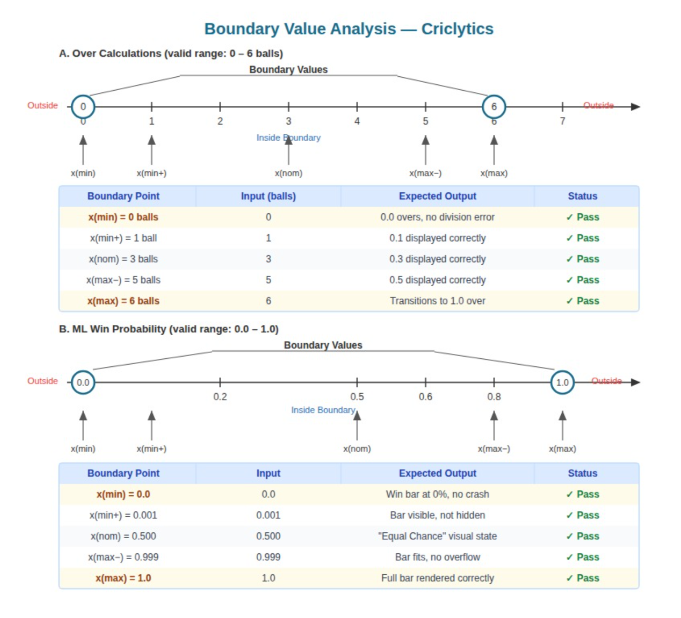 Boundary Value Analysis — Criclytics
A. Over Calculations (valid range: 0 – 6 balls)
Boundary Values
Outside 0 6 Outside
0 1 2 3 4 5 6 7
Inside Boundary
x(min) x(min+) x(nom) x(max−) x(max)
Boundary Point Input (balls) Expected Output Status
x(min) = 0 balls 0 0.0 overs, no division error ✓ Pass
x(min+) = 1 ball 1 0.1 displayed correctly ✓ Pass
x(nom) = 3 balls 3 0.3 displayed correctly ✓ Pass
x(max−) = 5 balls 5 0.5 displayed correctly ✓ Pass
x(max) = 6 balls 6 Transitions to 1.0 over ✓ Pass
B. ML Win Probability (valid range: 0.0 – 1.0)
Boundary Values
Outside 0.0 1.0 Outside
0.2 0.5 0.6 0.8
Inside Boundary
x(min) x(min+) x(nom) x(max−) x(max)
Boundary Point Input Expected Output Status
x(min) = 0.0 0.0 Win bar at 0%, no crash ✓ Pass
x(min+) = 0.001 0.001 Bar visible, not hidden ✓ Pass
x(nom) = 0.500 0.500 "Equal Chance" visual state ✓ Pass
x(max−) = 0.999 0.999 Bar fits, no overflow ✓ Pass
x(max) = 1.0 1.0 Full bar rendered correctly ✓ Pass